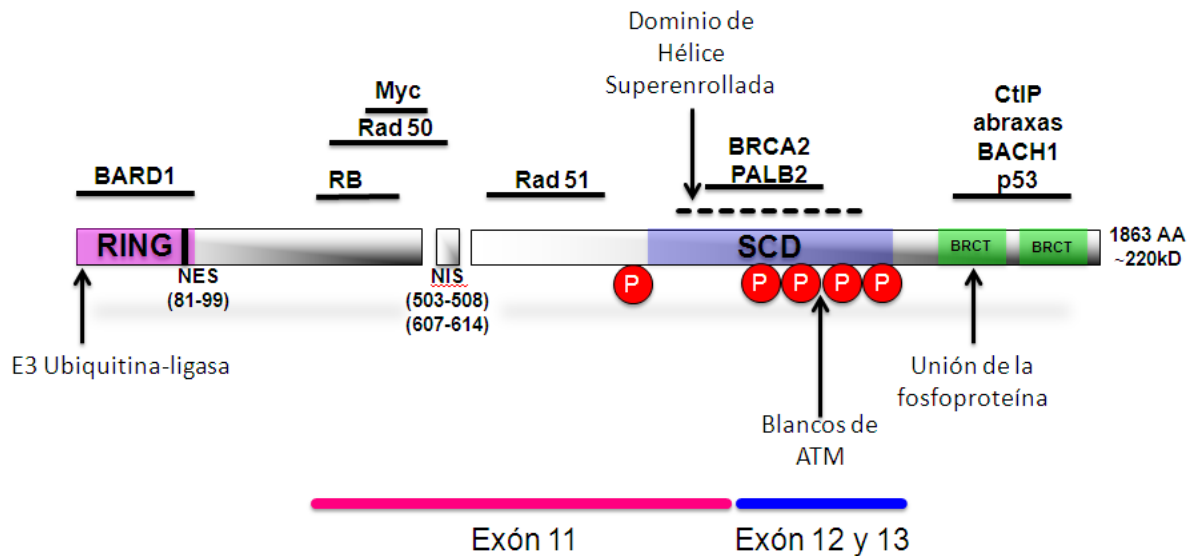 Dominio de
Hélice
Superenrollada
Myc
Rad 50
CtIP
abraxas
BACH1
p53
BARD1
RB
Rad 51
BRCA2
PALB2
RING
SCD
BRCT
BRCT
1863 AA
~220kD
NES
(81-99)
NIS
(503-508)
(607-614)
P
P
P
P
P
E3 Ubiquitina-ligasa
Unión de la
fosfoproteína
Blancos de
ATM
Exón 11
Exón 12 y 13